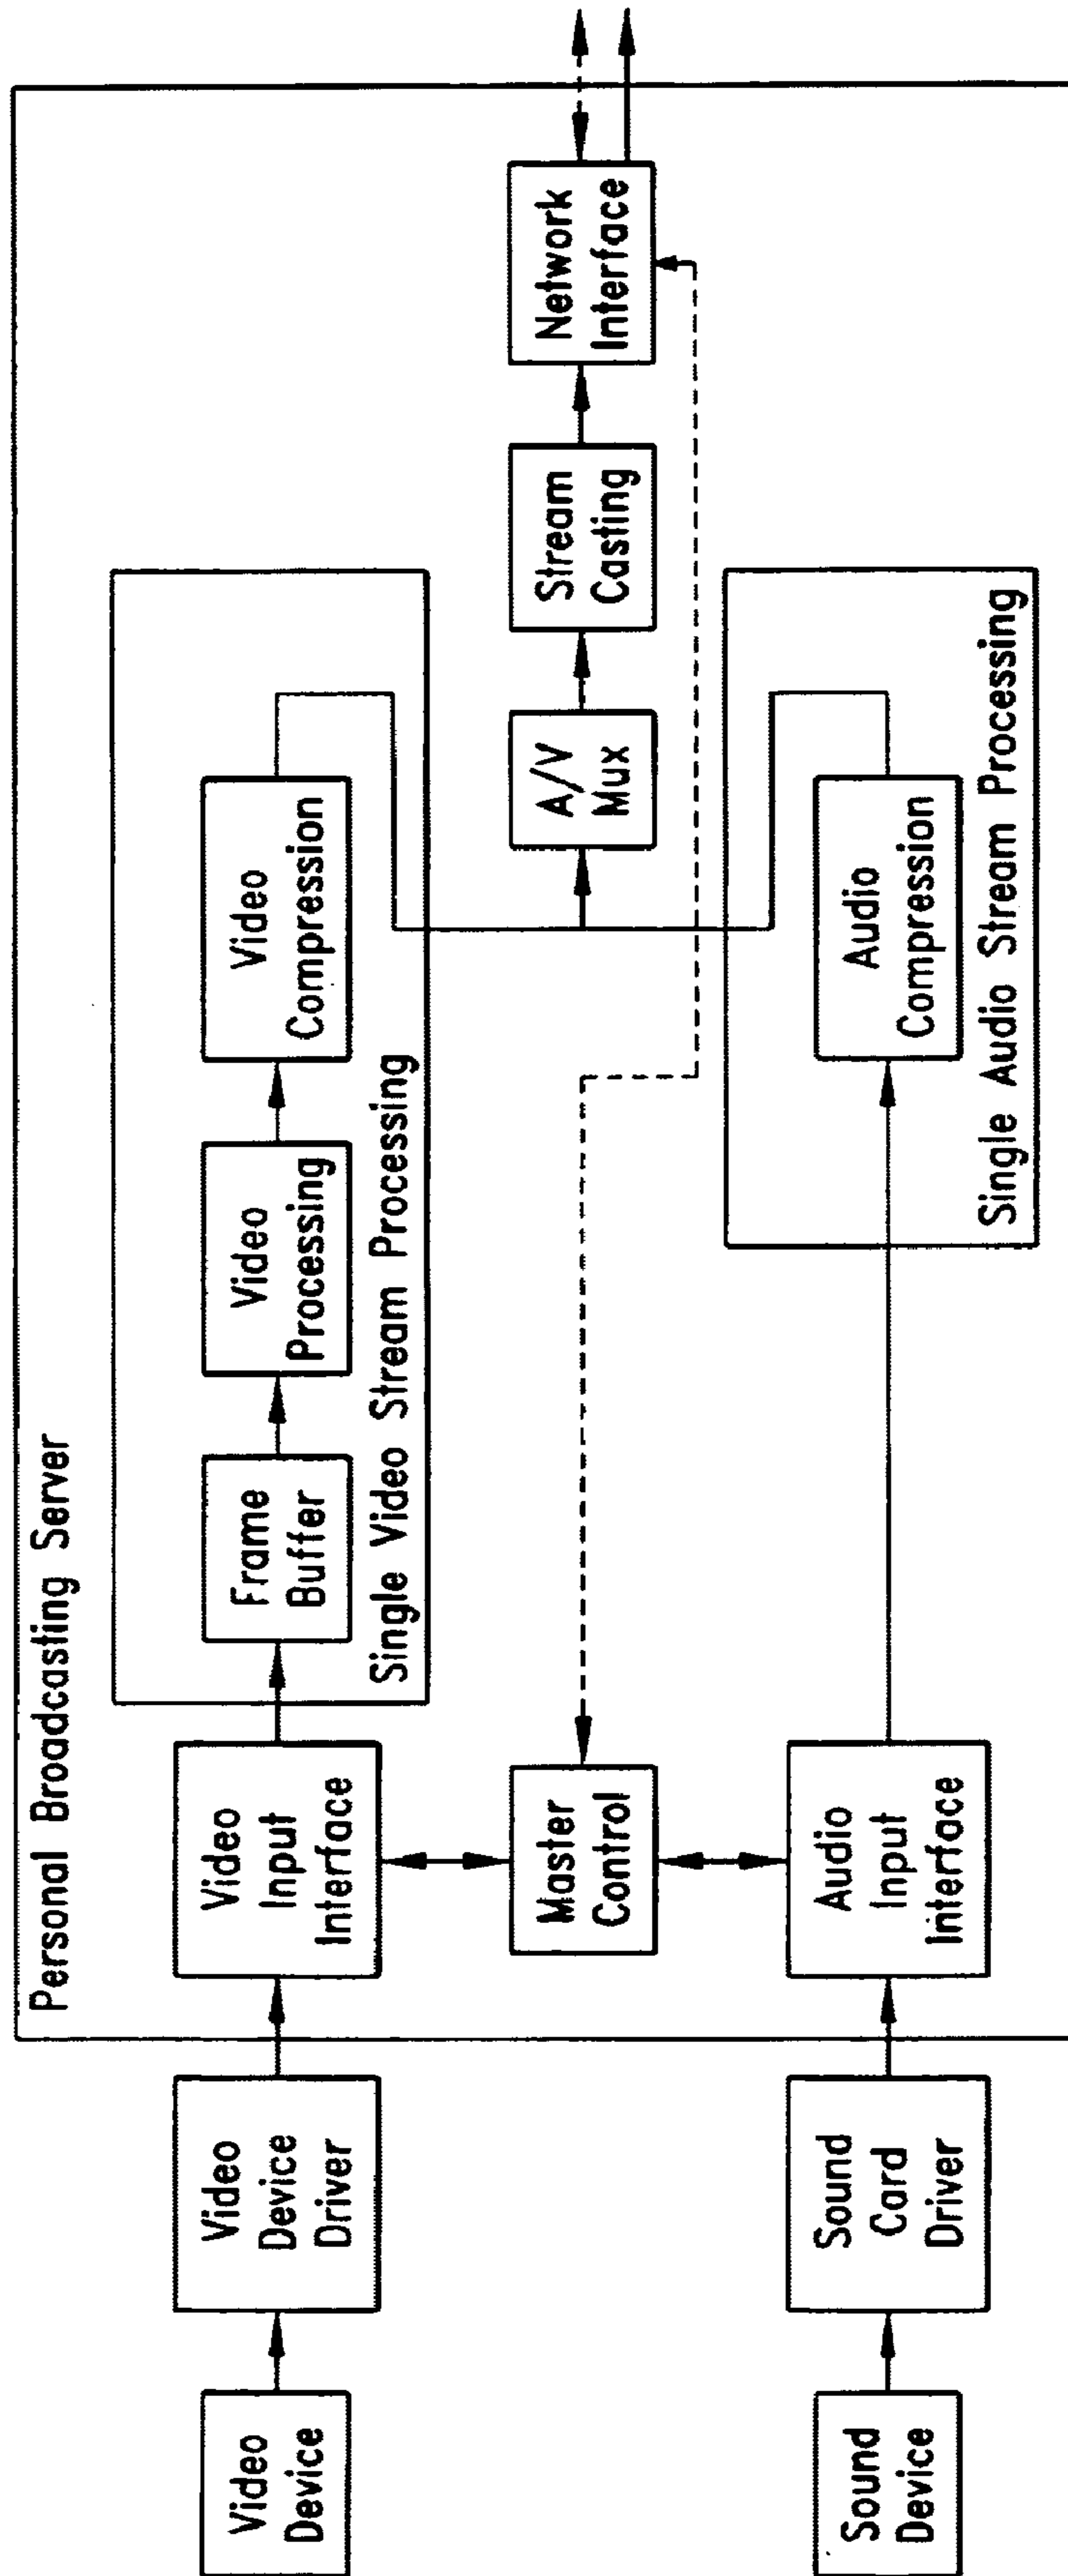 Personal Broadcasting Server
Video
Device
Video
Device
Driver
Video
Input
Interface
Frame
Buffer
Video
Processing
Video
Compression
Single Video Stream Processing
Master
Control
A/V
Mux
Stream
Casting
Network
Interface
Sound
Device
Sound
Card
Driver
Audio
Input
Interface
Audio
Compression
Single Audio Stream Processing